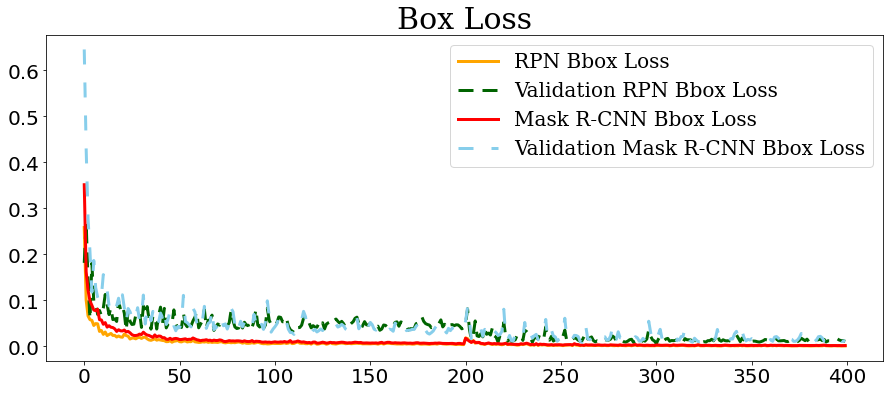 Box Loss
RPN Bbox Loss
Validation RPN Bbox Loss
Mask R-CNN Bbox Loss
Validation Mask R-CNN Bbox Loss
0.6
0.5
0.4
0.3
0.2
0.1
0.0
0 50 100 150 200 250 300 350 400